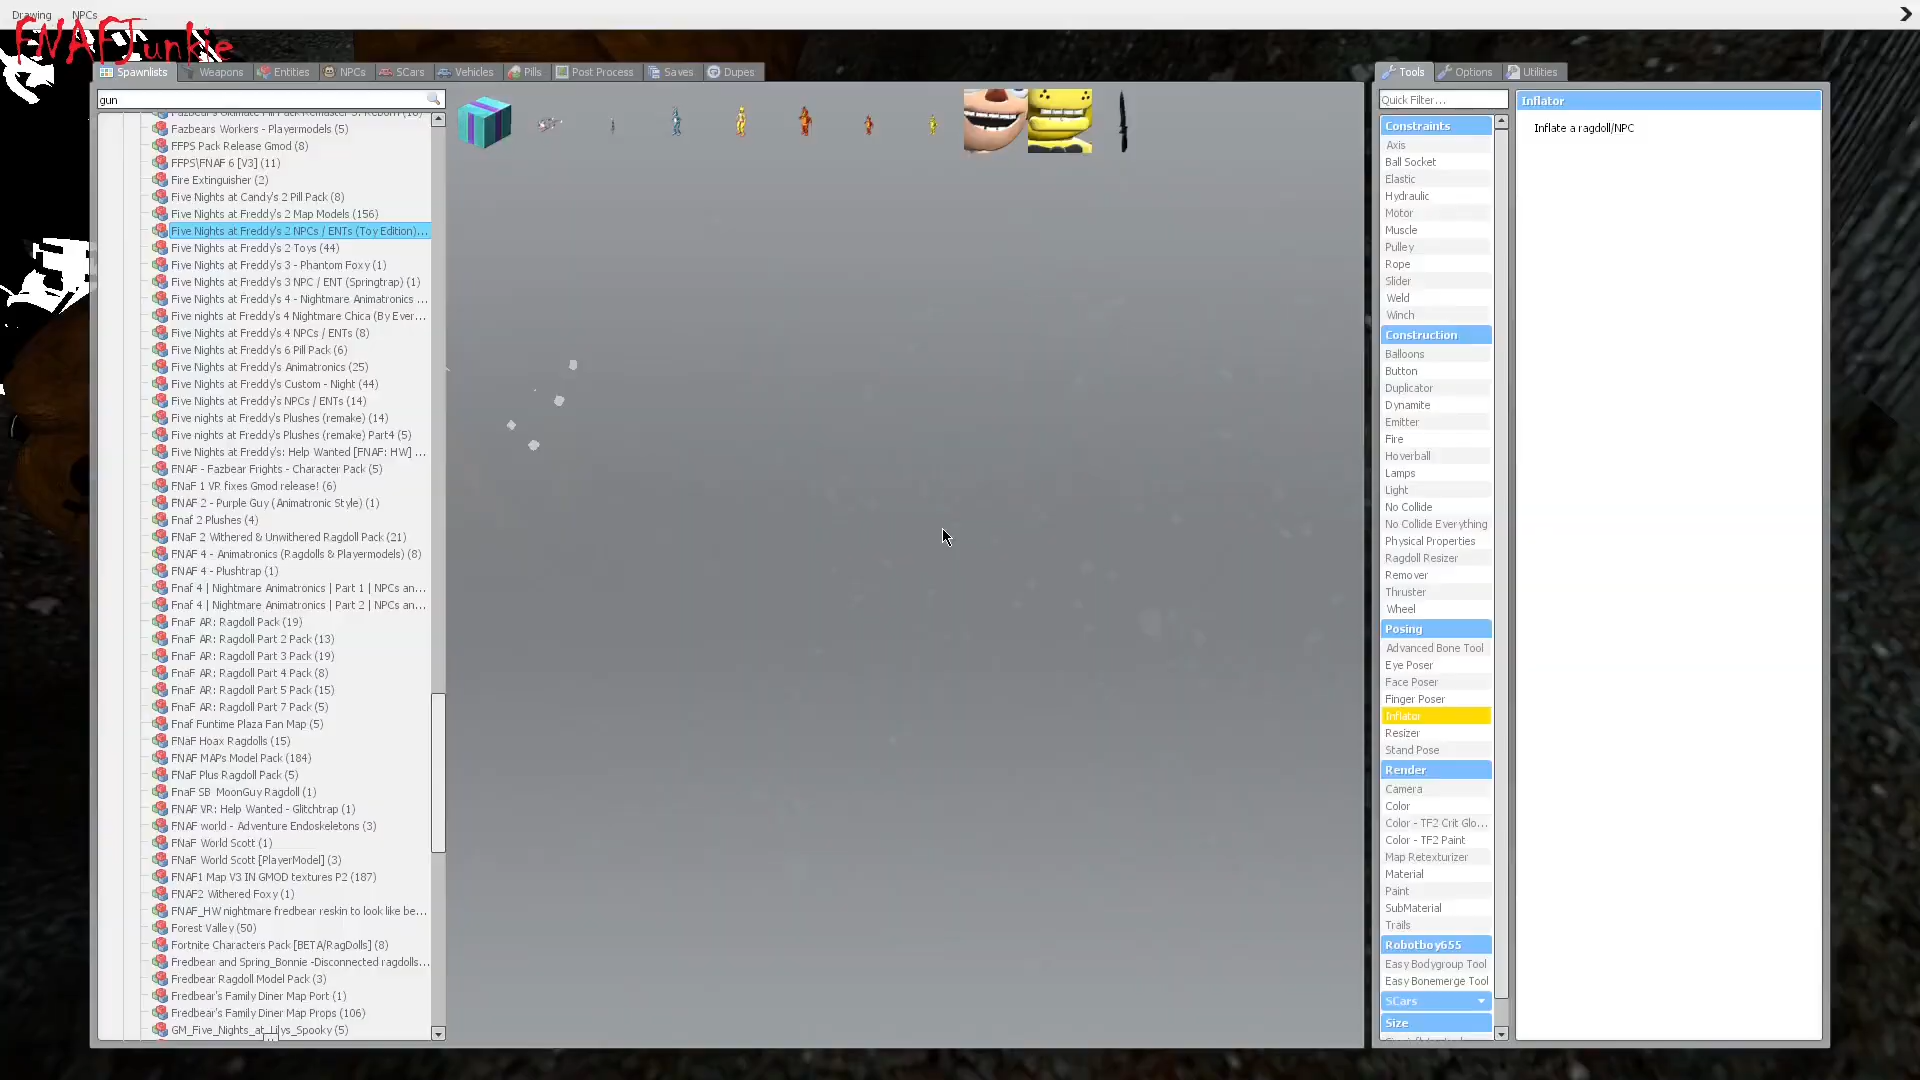 Drawing NPCs
FNAFJunkie
Spawnlists Weapons Entities NPCs SCars Vehicles Pills Post Process Saves Dupes
gun
Fazbears Workers - Playermodels (5)
FFPS Pack Release Gmod (8)
FFPS\FNAF 6 [V3] (11)
Fire Extinguisher (2)
Five Nights at Candy's 2 Pill Pack (8)
Five Nights at Freddy's 2 Map Models (156)
Five Nights at Freddy's 2 NPCs / ENTs (Toy Edition)...
Five Nights at Freddy's 2 Toys (44)
Five Nights at Freddy's 3 - Phantom Foxy (1)
Five Nights at Freddy's 3 NPC / ENT (Springtrap) (1)
Five Nights at Freddy's 4 - Nightmare Animatronics ...
Five nights at Freddy's 4 Nightmare Chica (By Ever...
Five Nights at Freddy's 4 NPCs / ENTs (8)
Five Nights at Freddy's 6 Pill Pack (6)
Five Nights at Freddy's Animatronics (25)
Five Nights at Freddy's Custom - Night (44)
Five Nights at Freddy's NPCs / ENTs (14)
Five nights at Freddy's Plushes (remake) (14)
Five nights at Freddy's Plushes (remake) Part4 (5)
Five Nights at Freddy's: Help Wanted [FNAF: HW] ...
FNAF - Fazbear Frights - Character Pack (5)
FNaF 1 VR fixes Gmod release! (6)
FNAF 2 - Purple Guy (Animatronic Style) (1)
Fnaf 2 Plushes (4)
FNaF 2 Withered & Unwithered Ragdoll Pack (21)
FNAF 4 - Animatronics (Ragdolls & Playermodels) (8)
FNAF 4 - Plushtrap (1)
Fnaf 4 | Nightmare Animatronics | Part 1 | NPCs an...
Fnaf 4 | Nightmare Animatronics | Part 2 | NPCs an...
FnaF AR: Ragdoll Pack (19)
FnaF AR: Ragdoll Part 2 Pack (13)
FnaF AR: Ragdoll Part 3 Pack (19)
FnaF AR: Ragdoll Part 4 Pack (8)
FnaF AR: Ragdoll Part 5 Pack (15)
FnaF AR: Ragdoll Part 7 Pack (5)
Fnaf Funtime Plaza Fan Map (5)
FNaF Hoax Ragdolls (15)
FNAF MAPs Model Pack (184)
FNaF Plus Ragdoll Pack (5)
FnaF SB MoonGuy Ragdoll (1)
FNAF VR: Help Wanted - Glitchtrap (1)
FNAF world - Adventure Endoskeletons (3)
FNaF World Scott (1)
FNaF World Scott [PlayerModel] (3)
FNAF1 Map V3 IN GMOD textures P2 (187)
FNAF2 Withered Foxy (1)
FNAF_HW nightmare fredbear reskin to look like be...
Forest Valley (50)
Fortnite Characters Pack [BETA/RagDolls] (8)
Fredbear and Spring_Bonnie -Disconnected ragdolls...
Fredbear Ragdoll Model Pack (3)
Fredbear's Family Diner Map Port (1)
Fredbear's Family Diner Map Props (106)
GM_Five_Nights_at_Lilys_Spooky (5)
Tools Options Utilities
Quick Filter...
Constraints
Axis
Ball Socket
Elastic
Hydraulic
Motor
Muscle
Pulley
Rope
Slider
Weld
Winch
Construction
Balloons
Button
Duplicator
Dynamite
Emitter
Fire
Hoverball
Lamps
Light
No Collide
No Collide Everything
Physical Properties
Ragdoll Resizer
Remover
Thruster
Wheel
Posing
Advanced Bone Tool
Eye Poser
Face Poser
Finger Poser
Inflator
Resizer
Stand Pose
Render
Camera
Color
Color - TF2 Crit Glo...
Color - TF2 Paint
Map Retexturizer
Material
Paint
SubMaterial
Trails
Robotboy655
Easy Bodygroup Tool
Easy Bonemerge Tool
SCars
Size
Inflator
Inflate a ragdoll/NPC